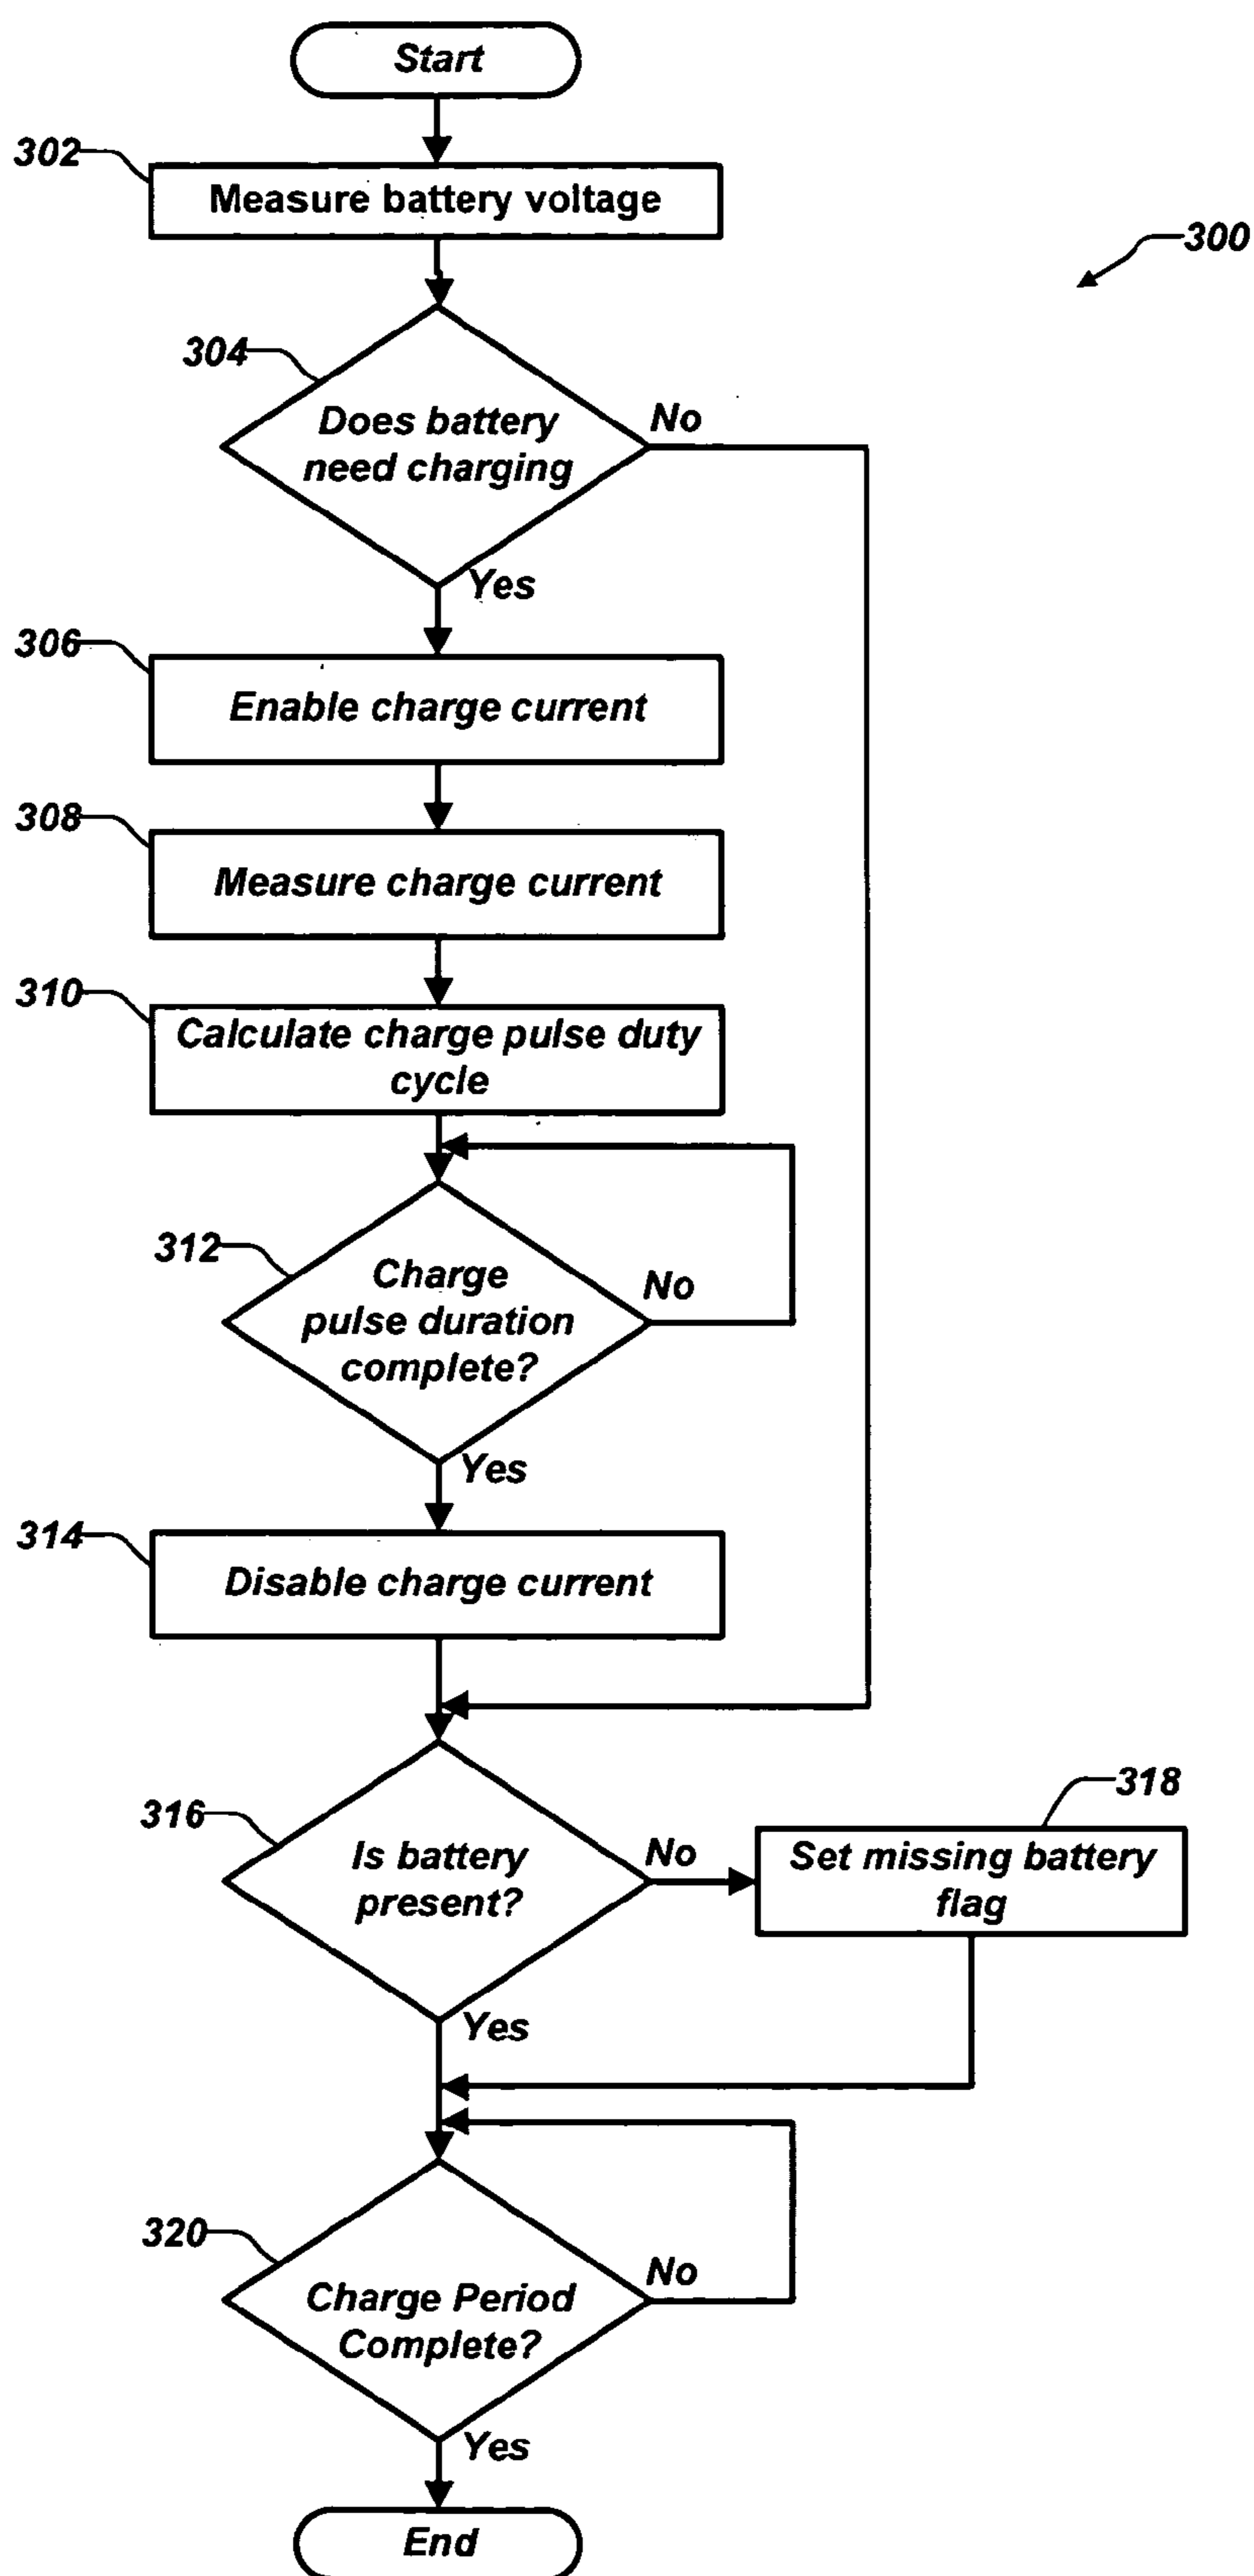 Start
302
Measure battery voltage
300
304
Does battery
need charging
No
Yes
306
Enable charge current
308
Measure charge current
310
Calculate charge pulse duty
cycle
312
Charge
pulse duration
complete?
No
Yes
314
Disable charge current
316
Is battery
present?
No
318
Set missing battery
flag
Yes
320
Charge Period
Complete?
No
Yes
End